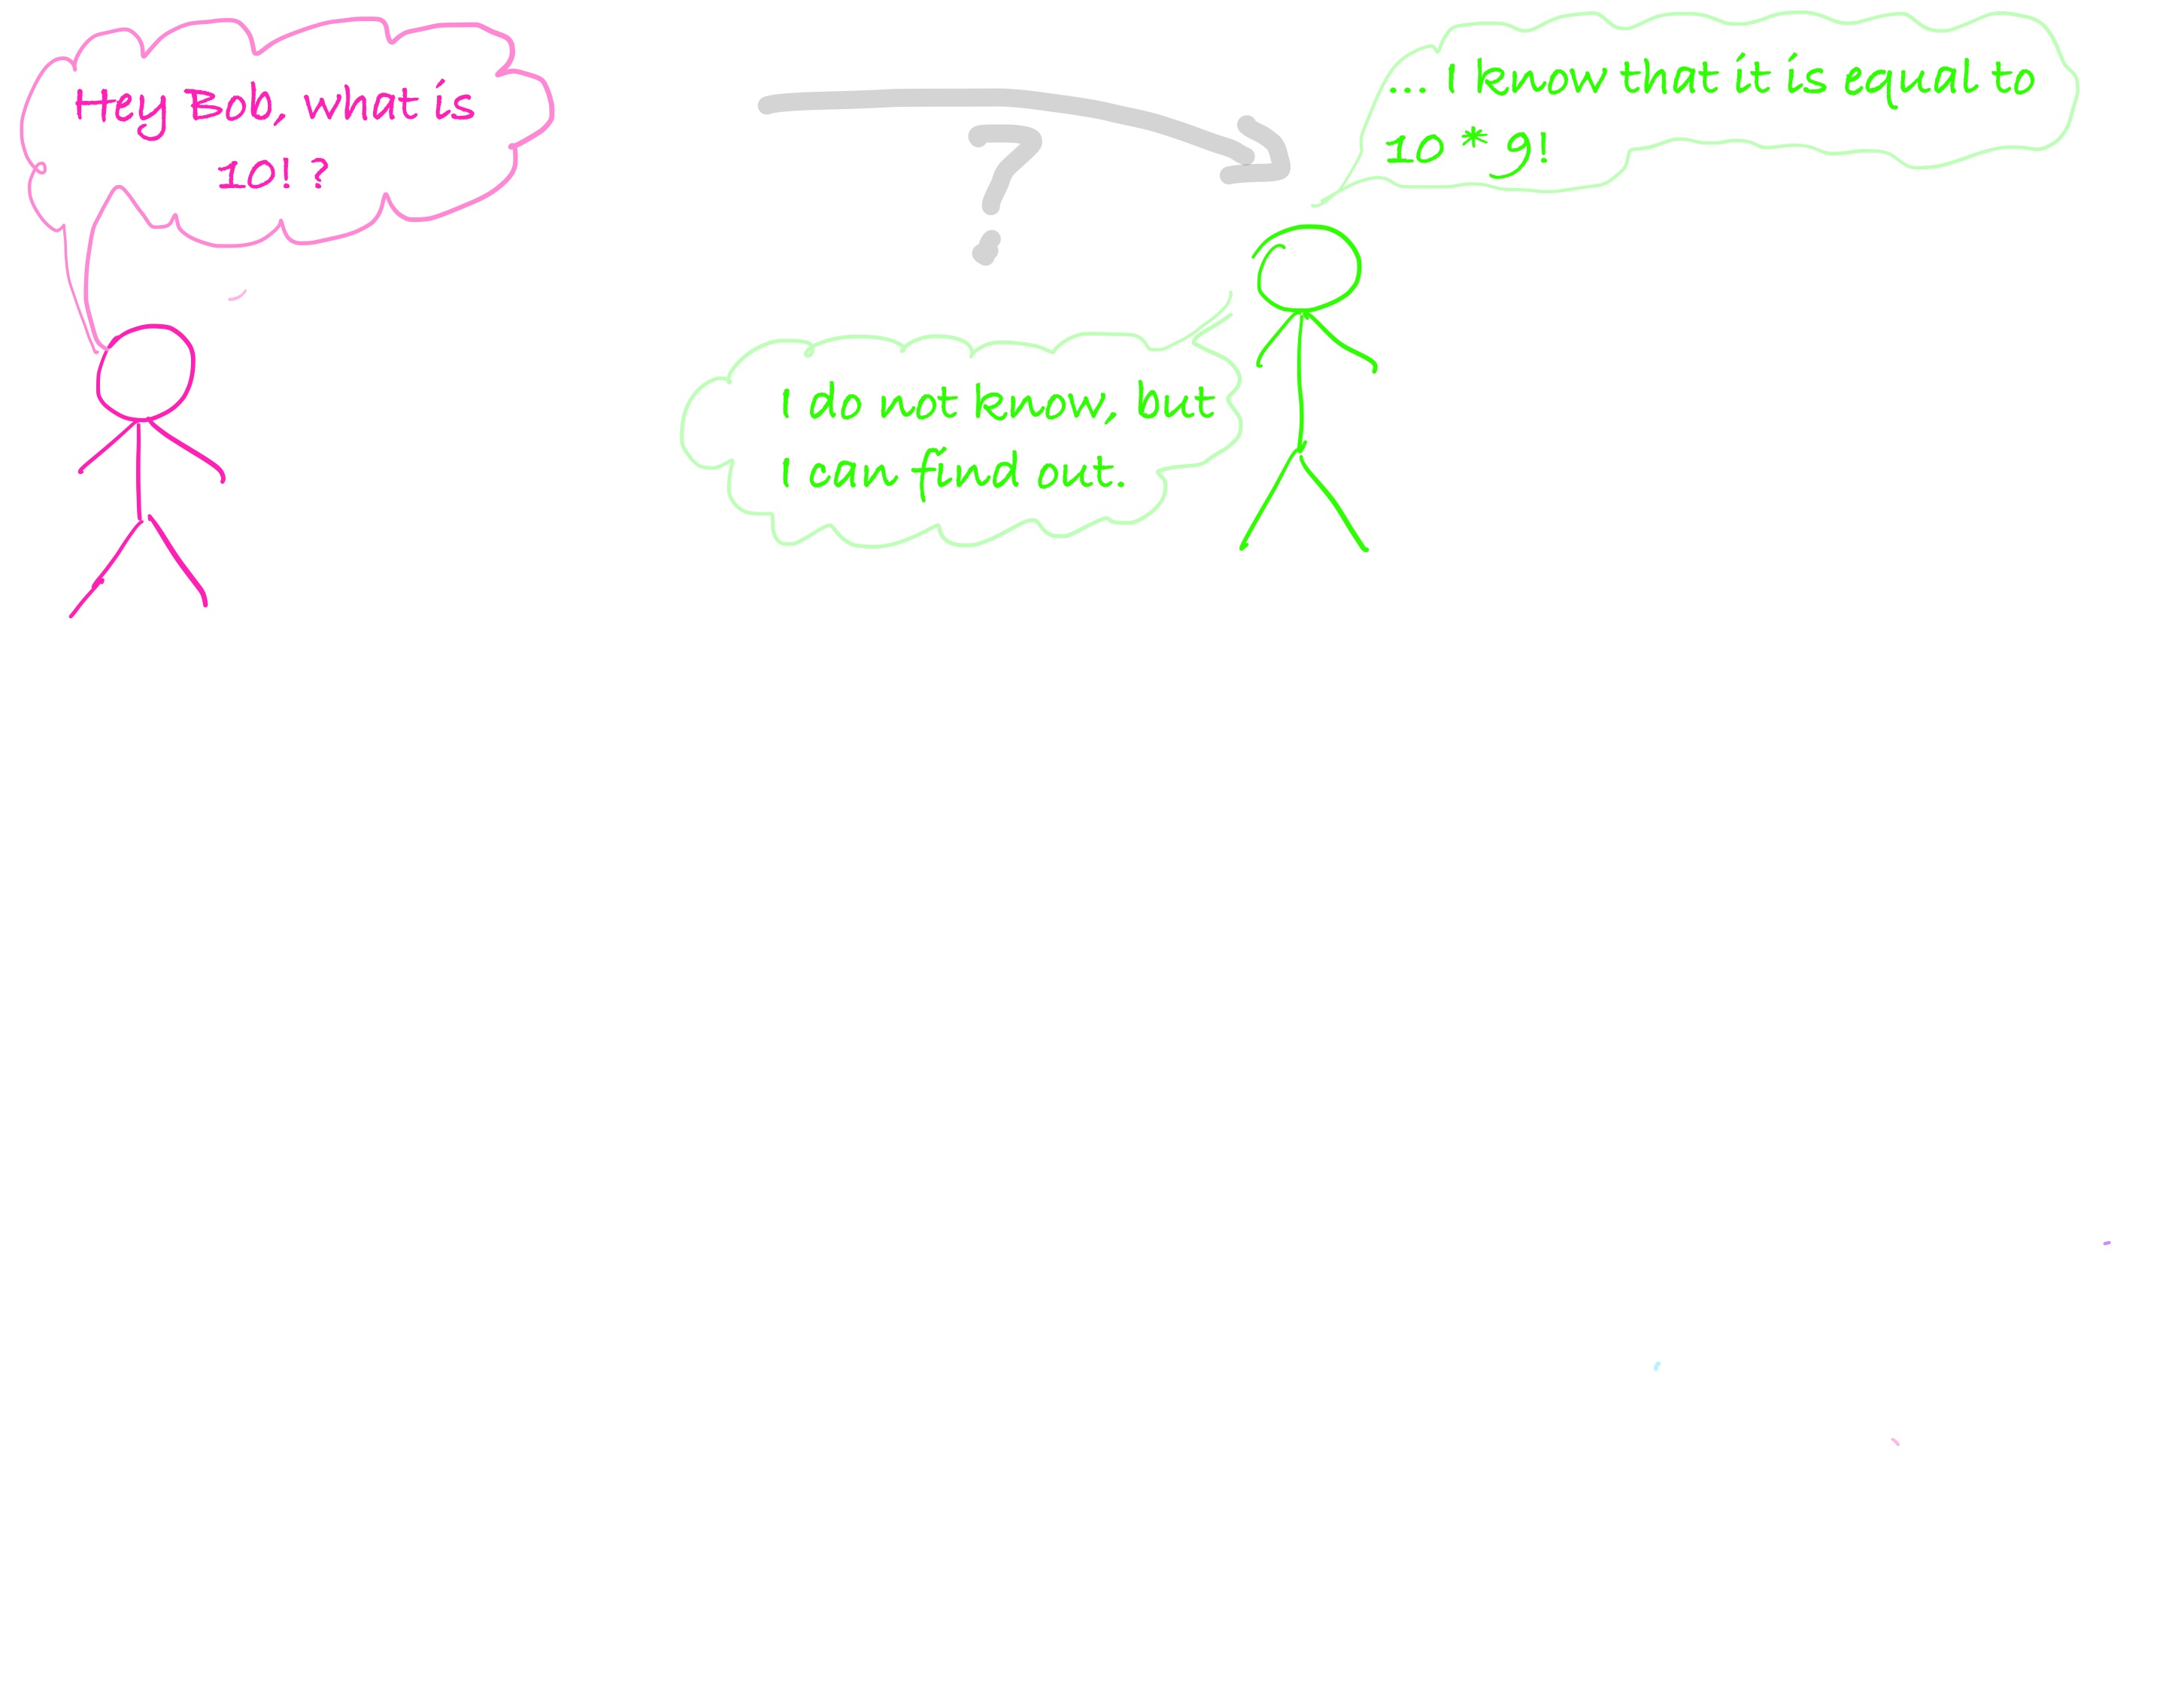 Hey Bob, what is
10! ?
?
I do not know, but
I can find out.
... I know that it is equal to
10 * 9!